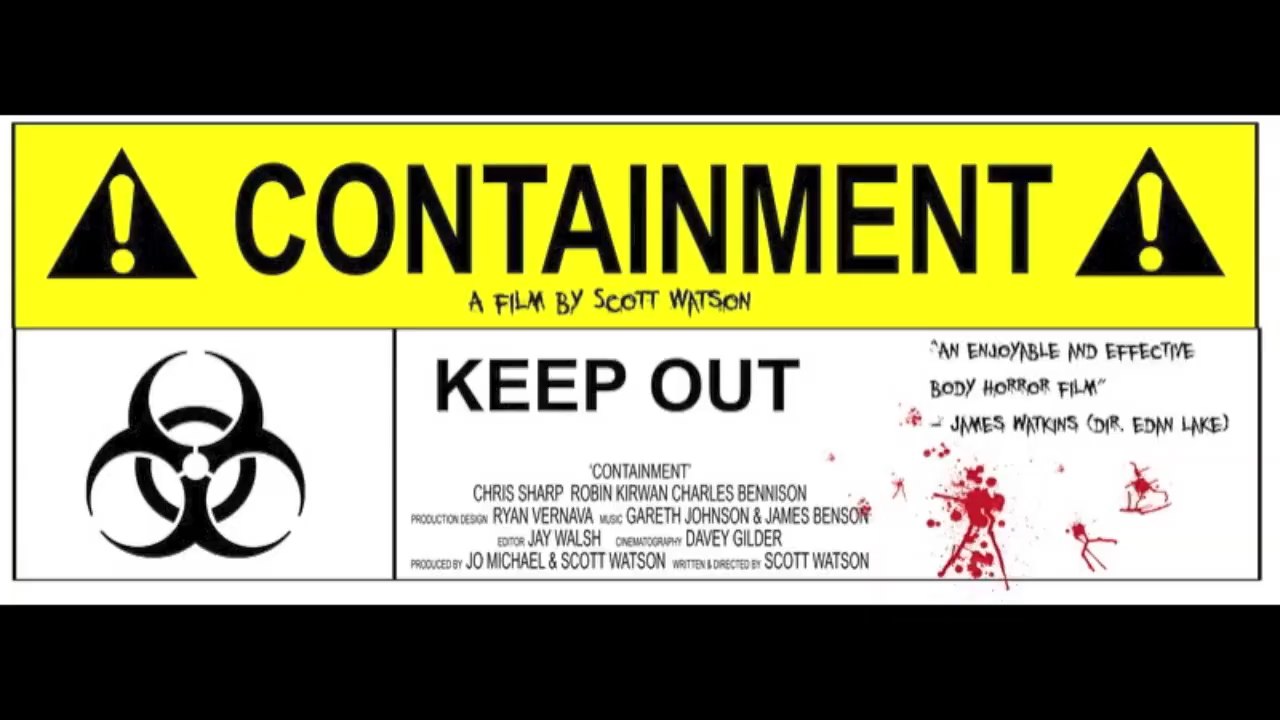 CONTAINMENT
A FILM BY SCOTT WATSON
KEEP OUT
"AN ENJOYABLE AND EFFECTIVE
BODY HORROR FILM"
- JAMES WATKINS (DIR. EDAN LAKE)
'CONTAINMENT'
CHRIS SHARP ROBIN KIRWAN CHARLES BENNISON
PRODUCTION DESIGN RYAN VERNAVA MUSIC GARETH JOHNSON & JAMES BENSON
EDITOR JAY WALSH CINEMATOGRAPHY DAVEY GILDER
PRODUCED BY JO MICHAEL & SCOTT WATSON WRITTEN & DIRECTED BY SCOTT WATSON